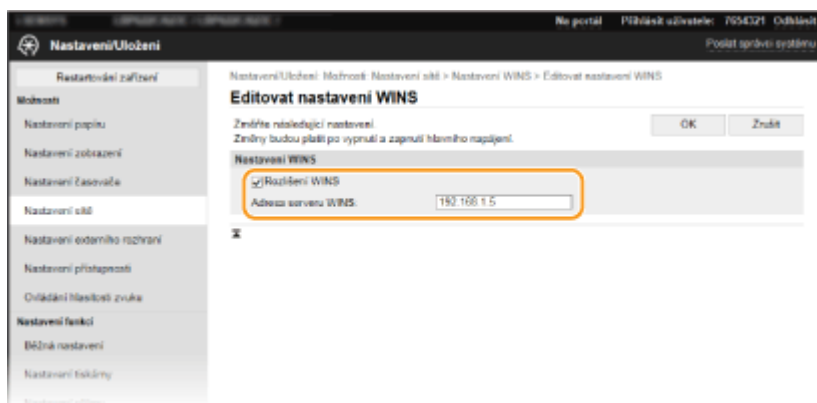 Na portál Přihlásit uživatele: 7654321 Odhlásit
Nastavení/Uložení
Poslat správci systému
Restartování zařízení
Nastavení/Uložení: Možnosti: Nastavení sítě > Nastavení WINS > Editovat nastavení WINS
Možnosti
Editovat nastavení WINS
Nastavení papíru
Změňte následující nastavení.
OK
Zrušit
Změny budou platit po vypnutí a zapnutí hlavního napájení.
Nastavení zobrazení
Nastavení WINS
Nastavení časovače
Rozlišení WINS
Adresa serveru WINS:
192.168.1.5
Nastavení sítě
Nastavení externího rozhraní
Nastavení přístupnosti
Ovládání hlasitosti zvuku
Nastavení funkcí
Běžná nastavení
Nastavení tiskárny